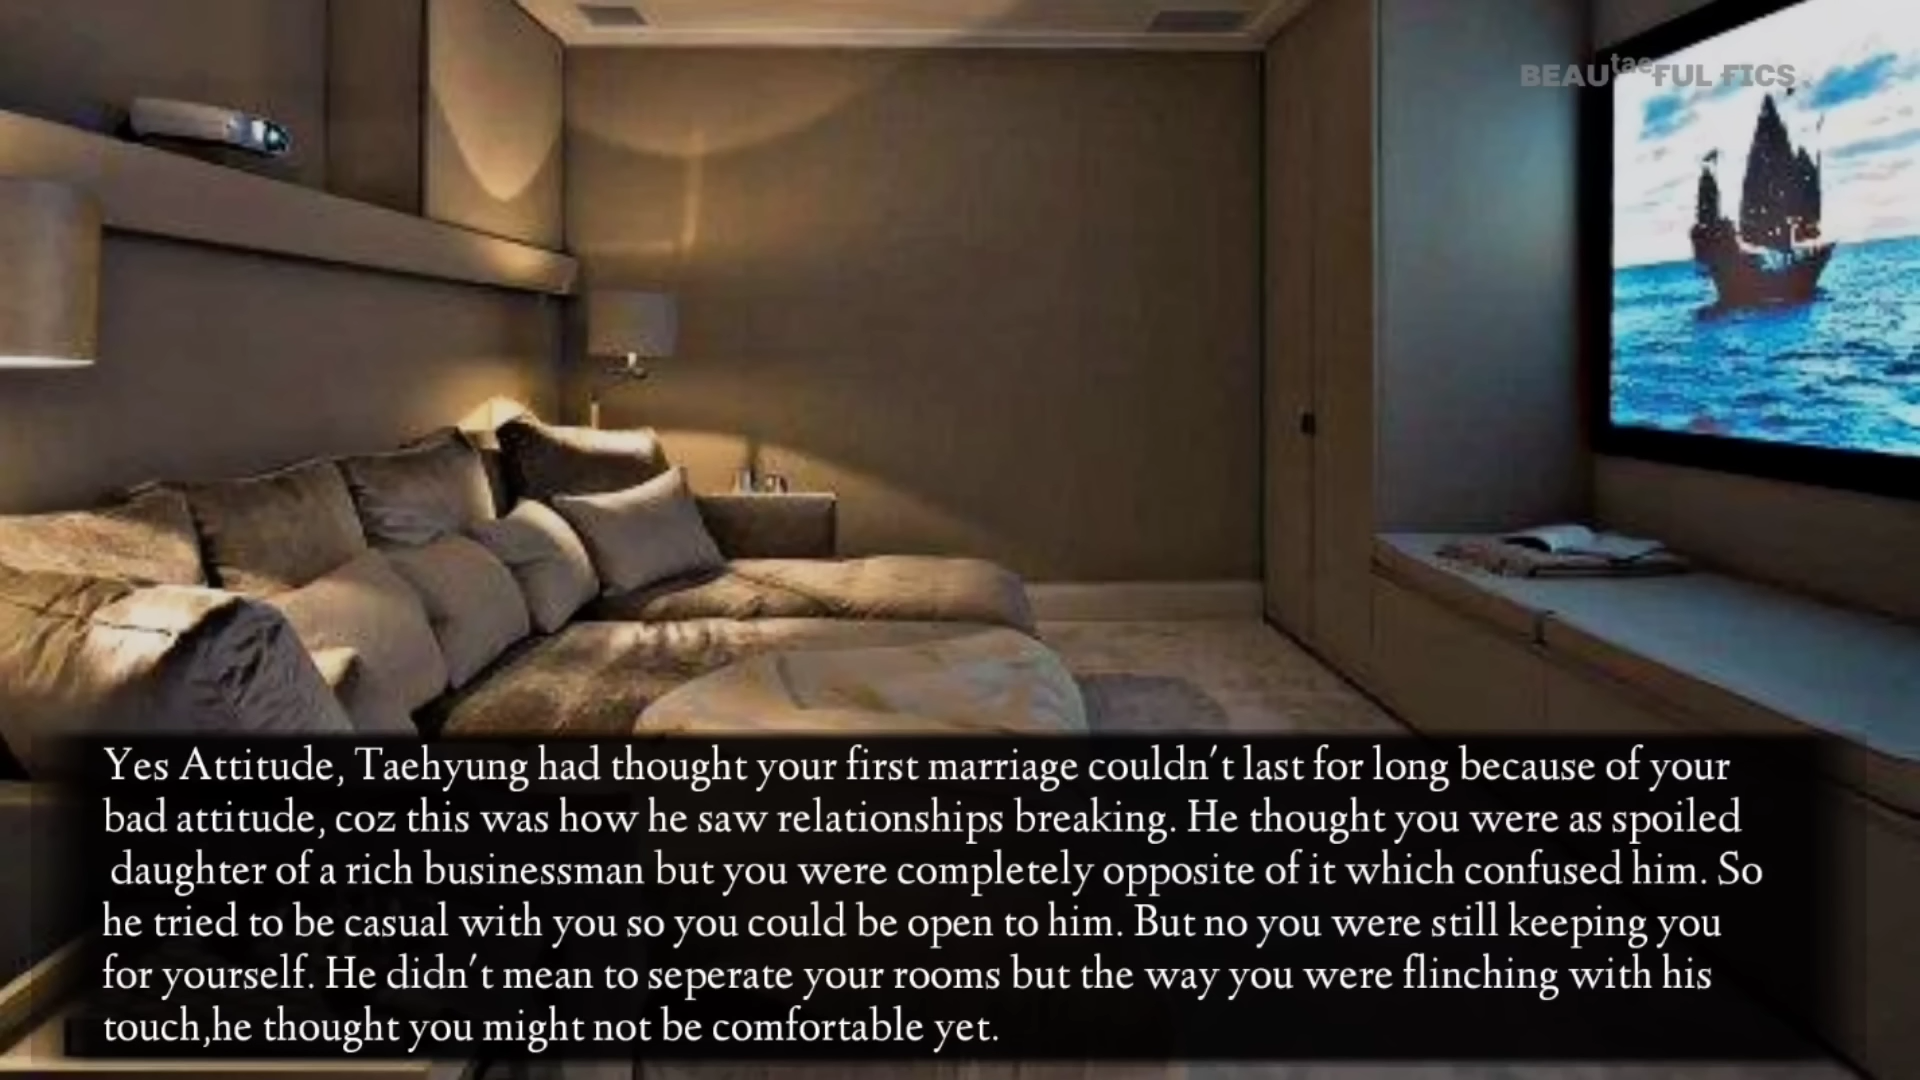 BEAUtaeFUL FICS
Yes Attitude, Taehyung had thought your first marriage couldn't last for long because of your
bad attitude, coz this was how he saw relationships breaking. He thought you were as spoiled
daughter of a rich businessman but you were completely opposite of it which confused him. So
he tried to be casual with you so you could be open to him. But no you were still keeping you
for yourself. He didn't mean to seperate your rooms but the way you were flinching with his
touch,he thought you might not be comfortable yet.